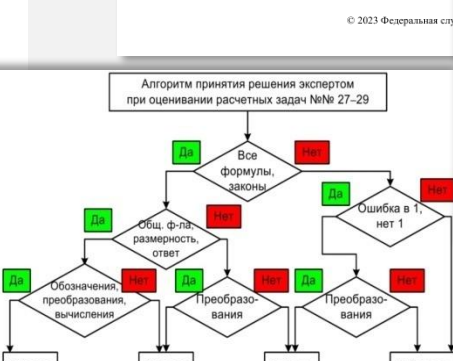 © 2023 Федеральная слу
Алгоритм принятия решения экспертом
при оценивании расчетных задач №№ 27–29
Да
Все
формулы,
законы
Нет
Да
Общ. ф-ла,
размерность,
ответ
Нет
Да
Ошибка в 1,
нет 1
Нет
Да
Обозначения,
преобразования,
вычисления
Нет
Да
Преобразо-
вания
Нет
Да
Преобразо-
вания
Нет